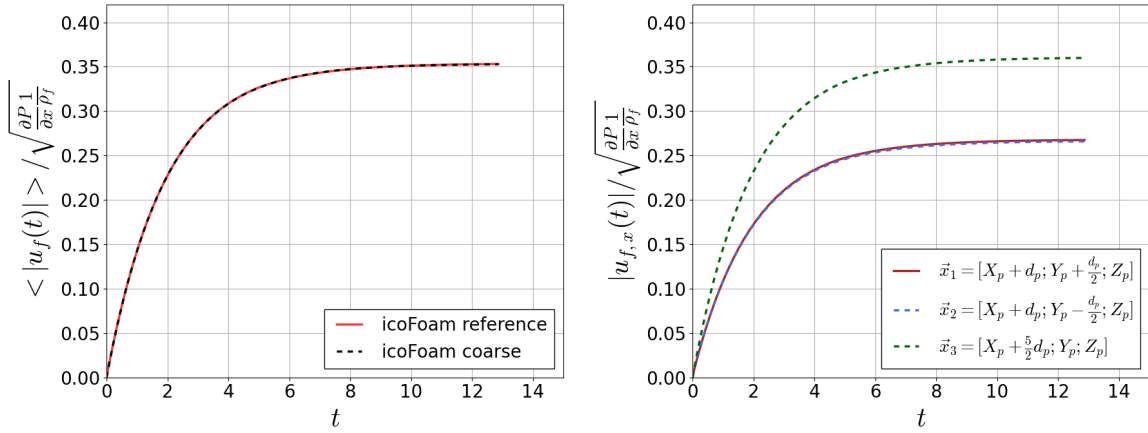 < |u_f(t)| > / √(∂P/∂x 1/ρ_f)
0.40
0.35
0.30
0.25
0.20
0.15
0.10
0.05
0.00
0 2 4 6 8 10 12 14
t
icoFoam reference
icoFoam coarse
|u_{f,x}(t)| / √(∂P/∂x 1/ρ_f)
0.40
0.35
0.30
0.25
0.20
0.15
0.10
0.05
0.00
0 2 4 6 8 10 12 14
t
x⃗_1 = [X_p + d_p; Y_p + d_p/2; Z_p]
x⃗_2 = [X_p + d_p; Y_p − d_p/2; Z_p]
x⃗_3 = [X_p + 5/2 d_p; Y_p; Z_p]